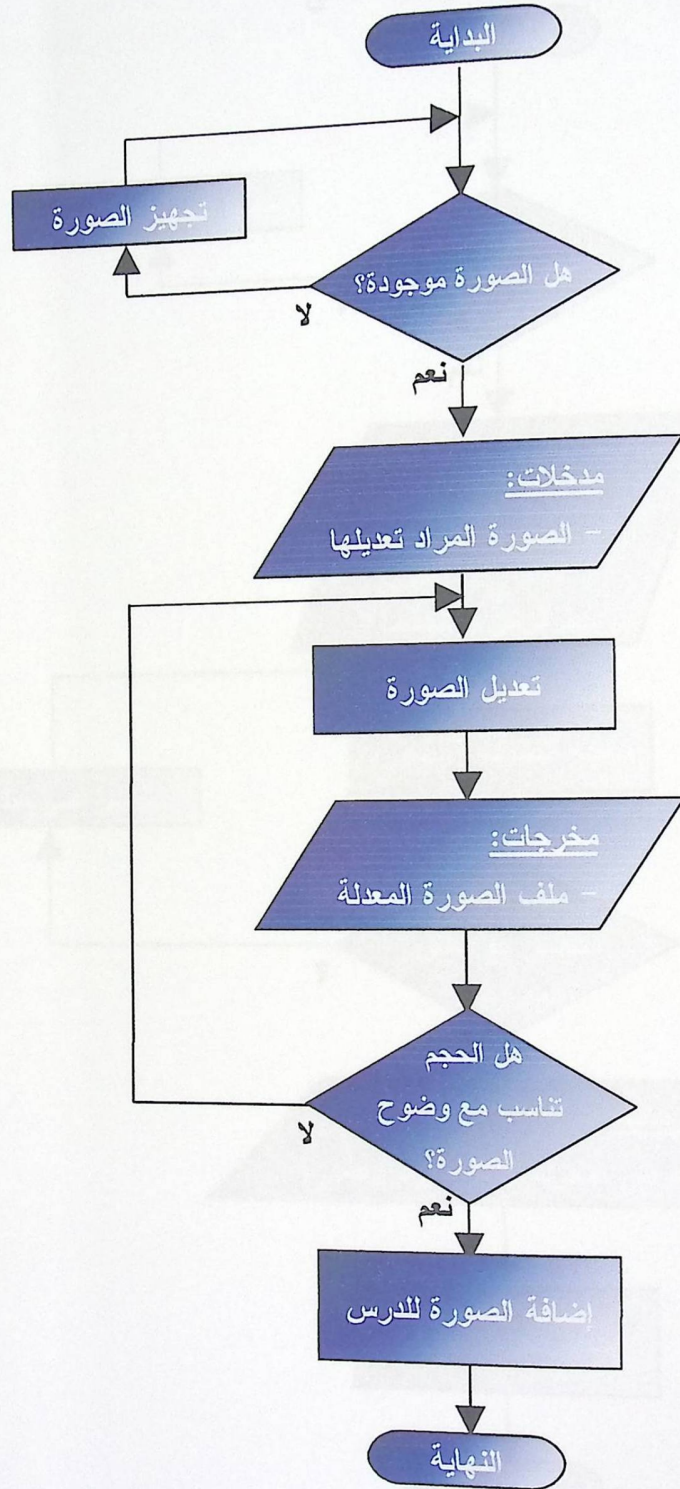 البداية
تجهيز الصورة
هل الصورة موجودة؟
لا
نعم
مدخلات:
- الصورة المراد تعديلها
تعديل الصورة
مخرجات:
- ملف الصورة المعدلة
هل الحجم
تناسب مع وضوح
الصورة؟
لا
نعم
إضافة الصورة للدرس
النهاية